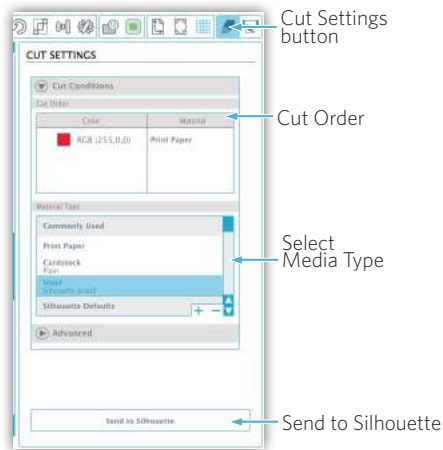 Cut Settings
button
CUT SETTINGS
Cut Conditions
Cut Order
Color Material
RGB (255,0,0) Print Paper
Cut Order
Material Type
Commonly Used
Print Paper
Cardstock
Plain
Vinyl
Silhouette brand
Silhouette Defaults
+ −
Select
Media Type
Advanced
Send to Silhouette
Send to Silhouette